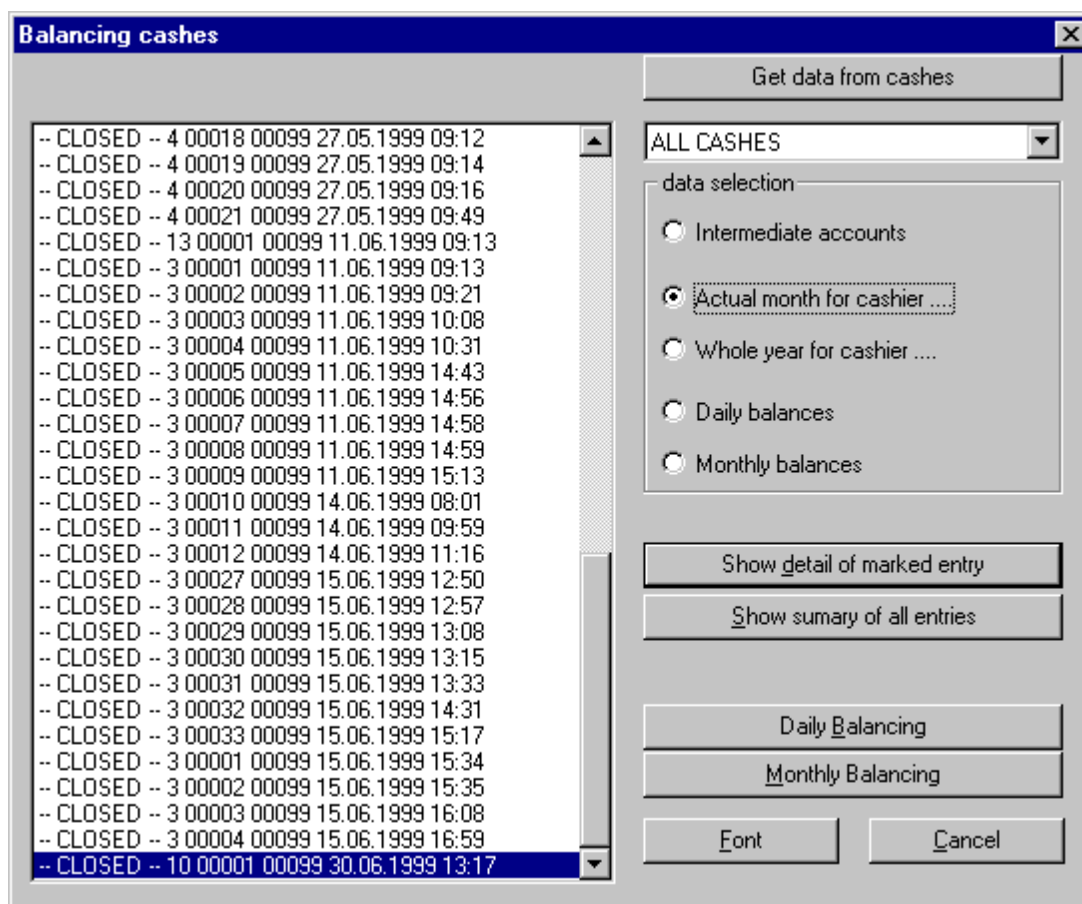 Balancing cashes
Get data from cashes
-- CLOSED -- 4 00018 00099 27.05.1999 09:12
-- CLOSED -- 4 00019 00099 27.05.1999 09:14
-- CLOSED -- 4 00020 00099 27.05.1999 09:16
-- CLOSED -- 4 00021 00099 27.05.1999 09:49
-- CLOSED -- 13 00001 00099 11.06.1999 09:13
-- CLOSED -- 3 00001 00099 11.06.1999 09:13
-- CLOSED -- 3 00002 00099 11.06.1999 09:21
-- CLOSED -- 3 00003 00099 11.06.1999 10:08
-- CLOSED -- 3 00004 00099 11.06.1999 10:31
-- CLOSED -- 3 00005 00099 11.06.1999 14:43
-- CLOSED -- 3 00006 00099 11.06.1999 14:56
-- CLOSED -- 3 00007 00099 11.06.1999 14:58
-- CLOSED -- 3 00008 00099 11.06.1999 14:59
-- CLOSED -- 3 00009 00099 11.06.1999 15:13
-- CLOSED -- 3 00010 00099 14.06.1999 08:01
-- CLOSED -- 3 00011 00099 14.06.1999 09:59
-- CLOSED -- 3 00012 00099 14.06.1999 11:16
-- CLOSED -- 3 00027 00099 15.06.1999 12:50
-- CLOSED -- 3 00028 00099 15.06.1999 12:57
-- CLOSED -- 3 00029 00099 15.06.1999 13:08
-- CLOSED -- 3 00030 00099 15.06.1999 13:15
-- CLOSED -- 3 00031 00099 15.06.1999 13:33
-- CLOSED -- 3 00032 00099 15.06.1999 14:31
-- CLOSED -- 3 00033 00099 15.06.1999 15:17
-- CLOSED -- 3 00001 00099 15.06.1999 15:34
-- CLOSED -- 3 00002 00099 15.06.1999 15:35
-- CLOSED -- 3 00003 00099 15.06.1999 16:08
-- CLOSED -- 3 00004 00099 15.06.1999 16:59
-- CLOSED -- 10 00001 00099 30.06.1999 13:17
ALL CASHES
data selection
Intermediate accounts
Actual month for cashier ....
Whole year for cashier ....
Daily balances
Monthly balances
Show detail of marked entry
Show sumary of all entries
Daily Balancing
Monthly Balancing
Font
Cancel